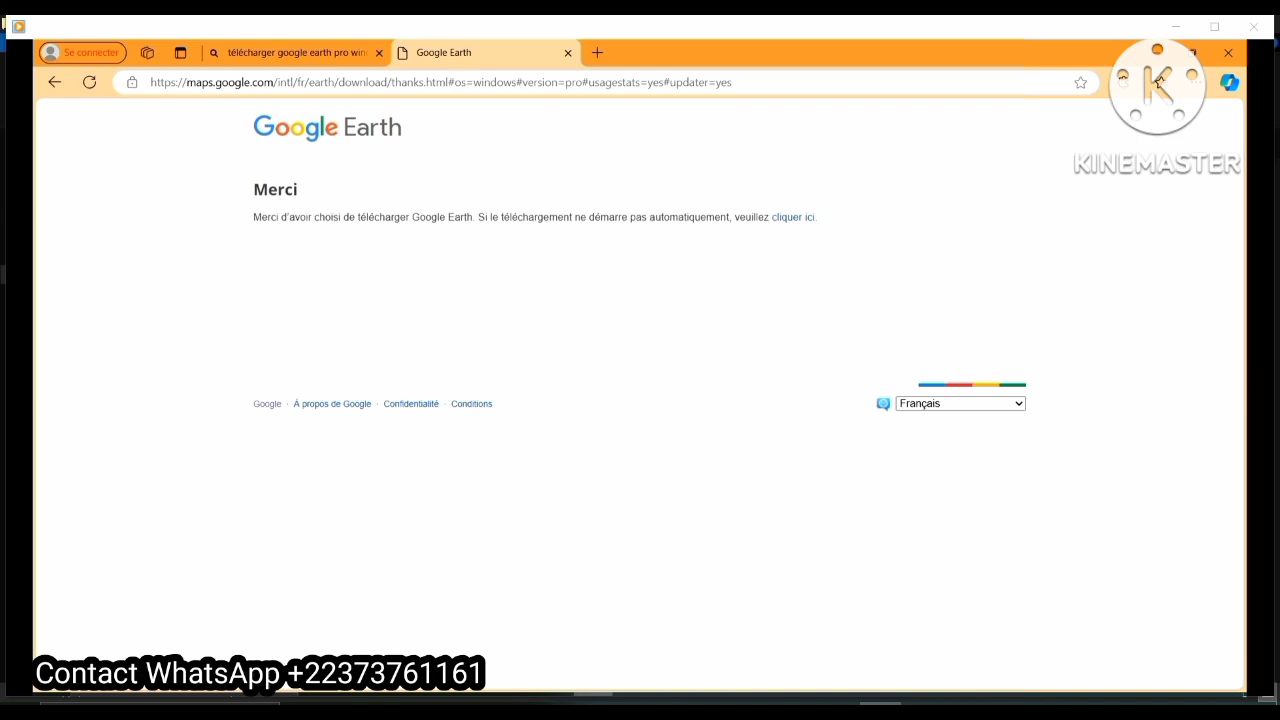 Se connecter
télécharger google earth pro win
Google Earth
https://maps.google.com/intl/fr/earth/download/thanks.html#os=windows#version=pro#usagestats=yes#updater=yes
K
KINEMASTER
Google Earth
Merci
Merci d'avoir choisi de télécharger Google Earth. Si le téléchargement ne démarre pas automatiquement, veuillez cliquer ici.
Google · À propos de Google · Confidentialité · Conditions
Français
Contact WhatsApp +22373761161